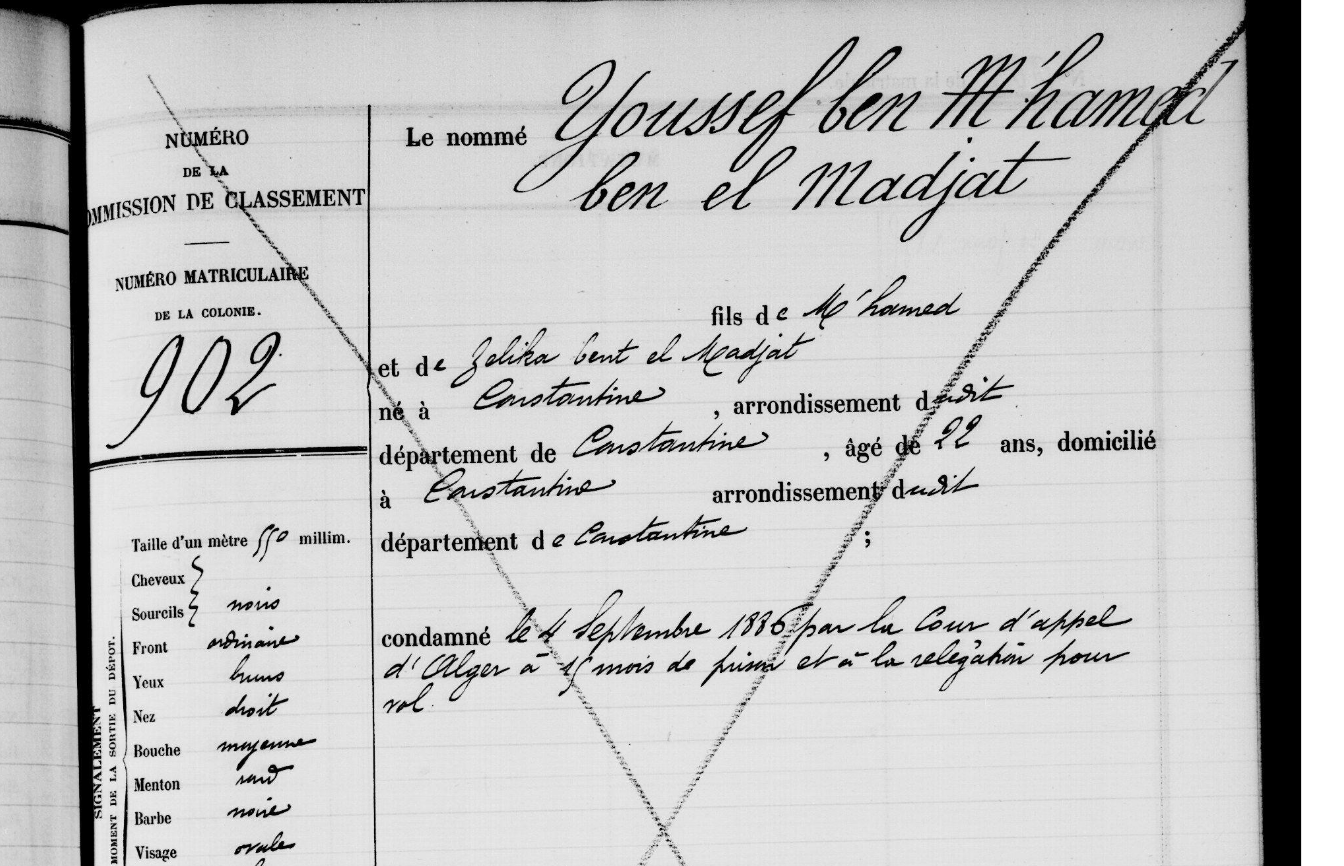 NUMÉRO
DE LA
OMMISSION DE CLASSEMENT
NUMÉRO MATRICULAIRE
DE LA COLONIE.
902
Le nommé Youssef ben M'hamed
ben el Madjat
fils de M'hamed
et de Zelika bent el Madjat
né à Constantine, arrondissement dudit
département de Constantine, âgé de 22 ans, domicilié
à Constantine arrondissement dudit
département de Constantine ;
condamné le 4 Septembre 1886 par la Cour d'appel
d'Alger à mois de prison et à la relégation pour
vol.
SIGNALEMENT
MOMENT DE LA SORTIE DU DÉPOT.
Taille d'un mètre 550 millim.
Cheveux
Sourcils } noirs
Front ordinaire
Yeux bruns
Nez droit
Bouche moyenne
Menton rond
Barbe noire
Visage ovale